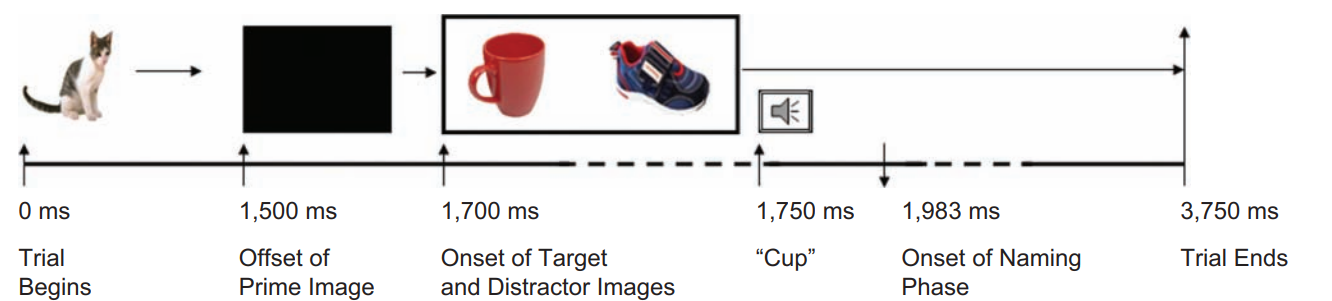 0 ms
1,500 ms
1,700 ms
1,750 ms
1,983 ms
3,750 ms
Trial
Begins
Offset of
Prime Image
Onset of Target
and Distractor Images
“Cup”
Onset of Naming
Phase
Trial Ends